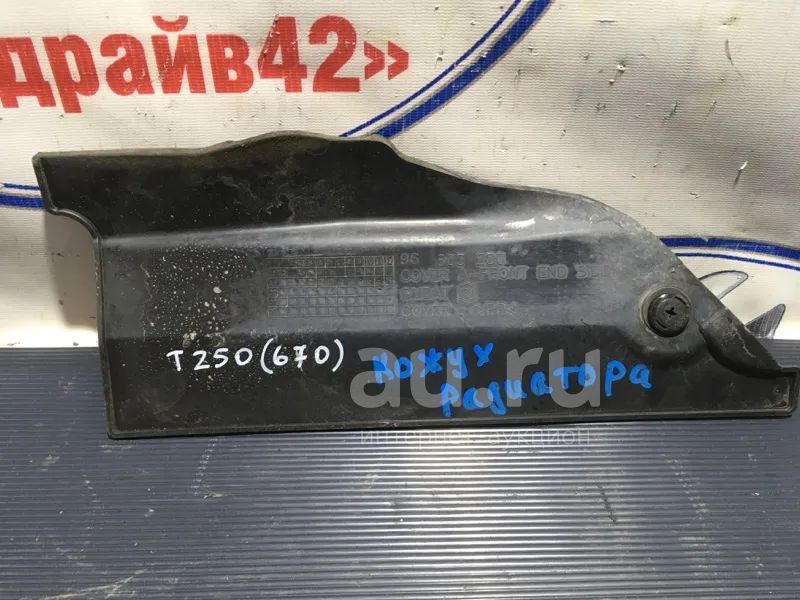 драйв42»
96
COVER A-FRONT END
T250(670)
кожух
радиатора
au.ru
интернет-аукцион